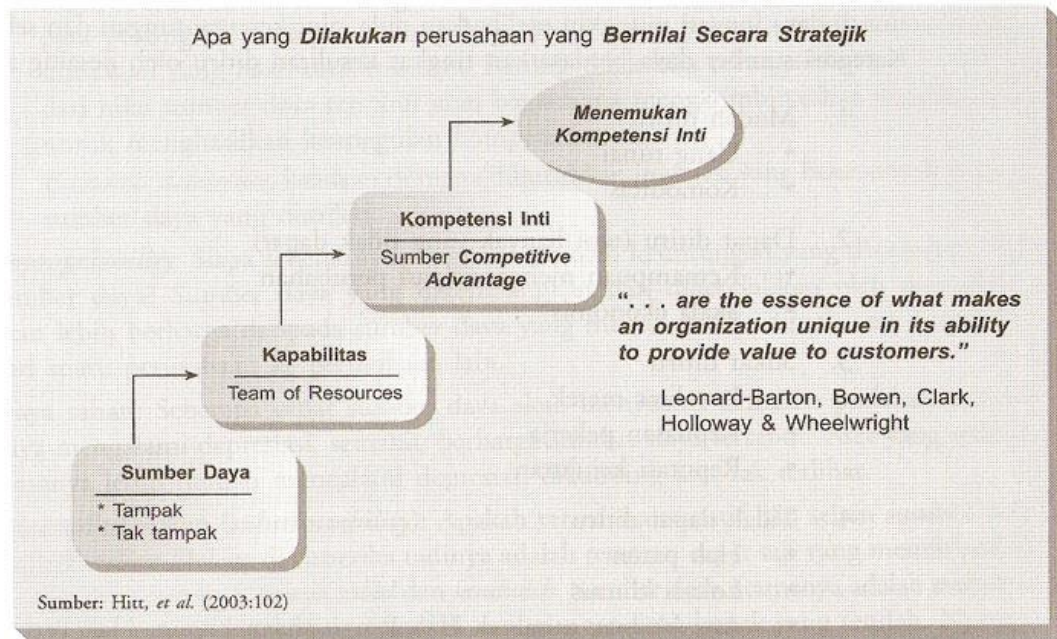 Apa yang Dilakukan perusahaan yang Bernilai Secara Stratejik
Menemukan
Kompetensi Inti
Kompetensi Inti
Sumber Competitive
Advantage
". . . are the essence of what makes
an organization unique in its ability
to provide value to customers."
Leonard-Barton, Bowen, Clark,
Holloway & Wheelwright
Kapabilitas
Team of Resources
Sumber Daya
* Tampak
* Tak tampak
Sumber: Hitt, et al. (2003:102)